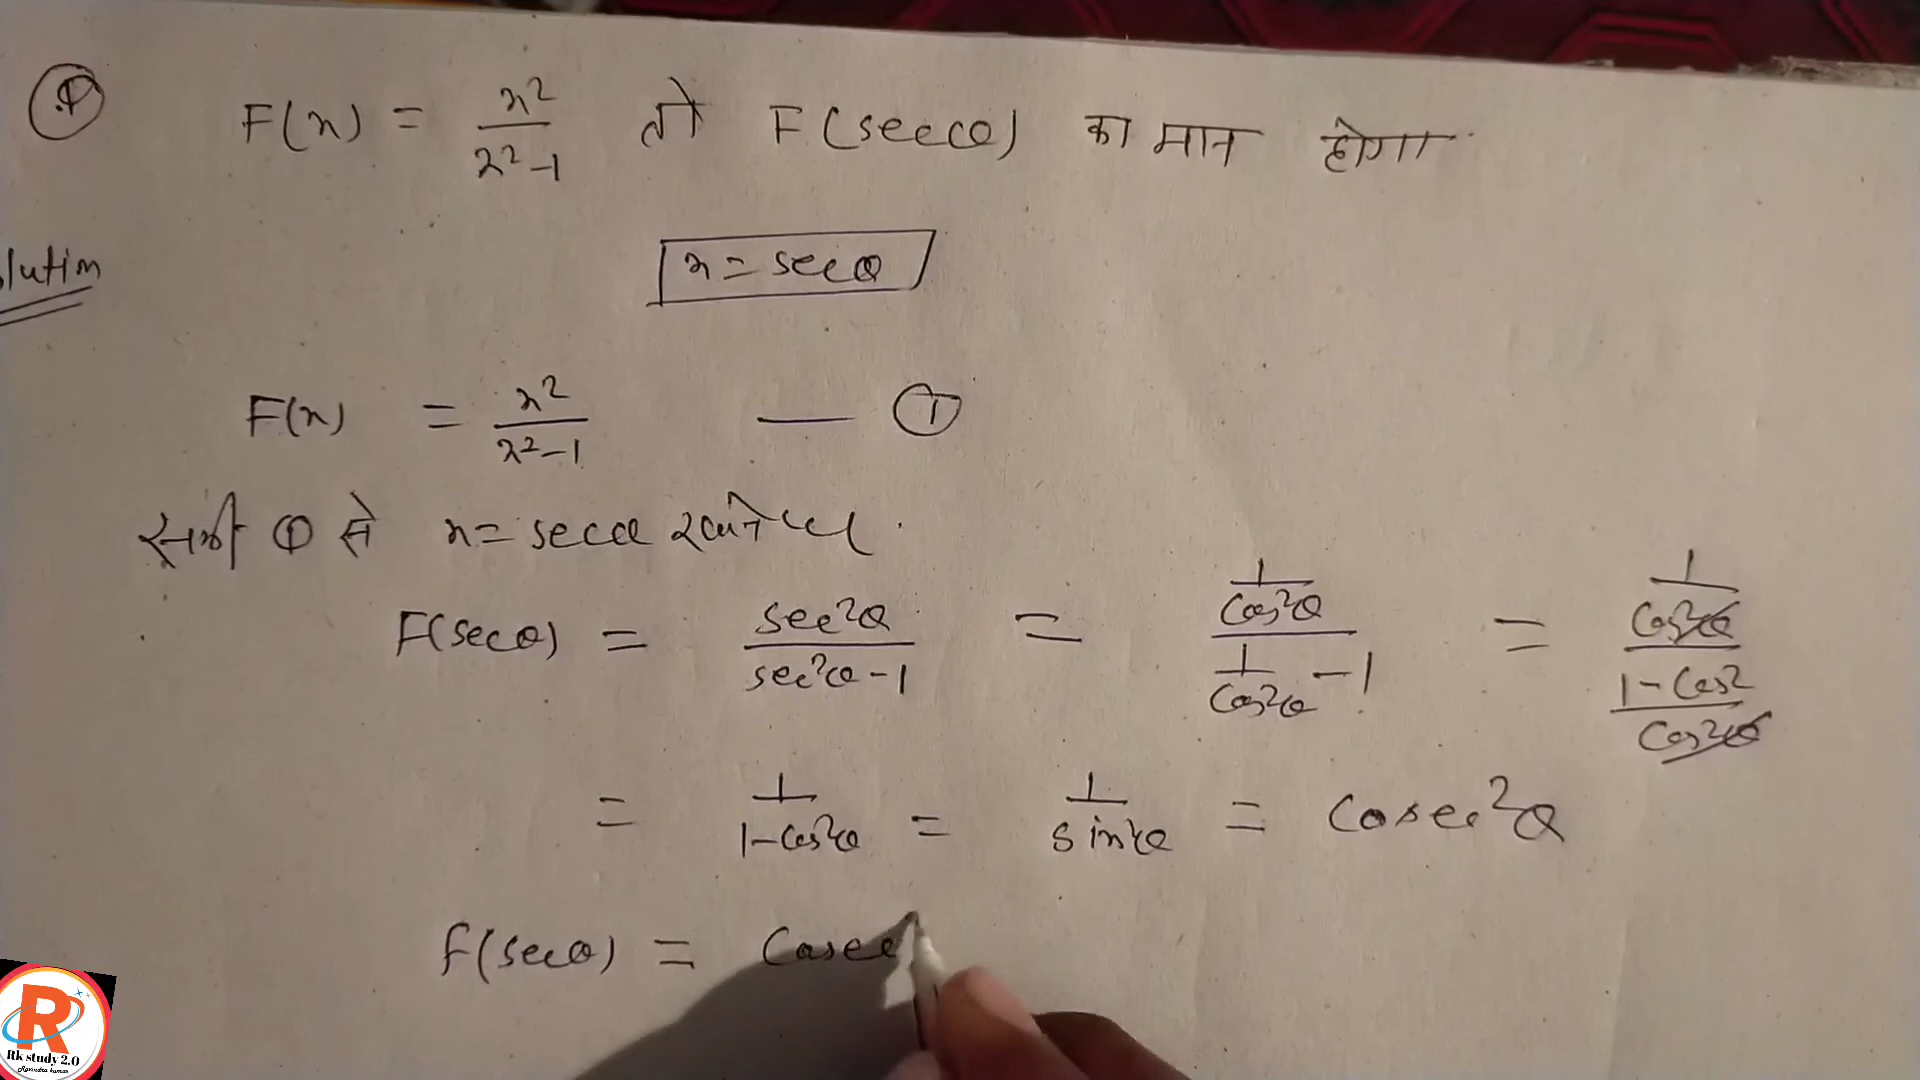 ① F(x) = x²/(x²-1) तो F(secθ) का मान होगा
lution
x = secθ
F(x) = x²/(x²-1) — ①
समी ① से x = secθ रखने पर
F(secθ) = sec²θ/(sec²θ-1) = (1/cos²θ)/(1/cos²θ - 1) = (1/cos²θ)/((1-cos²)/cos²θ)
= 1/(1-cos²θ) = 1/sin²θ = cosec²θ
F(secθ) = cosec
R
Rk study 2.0